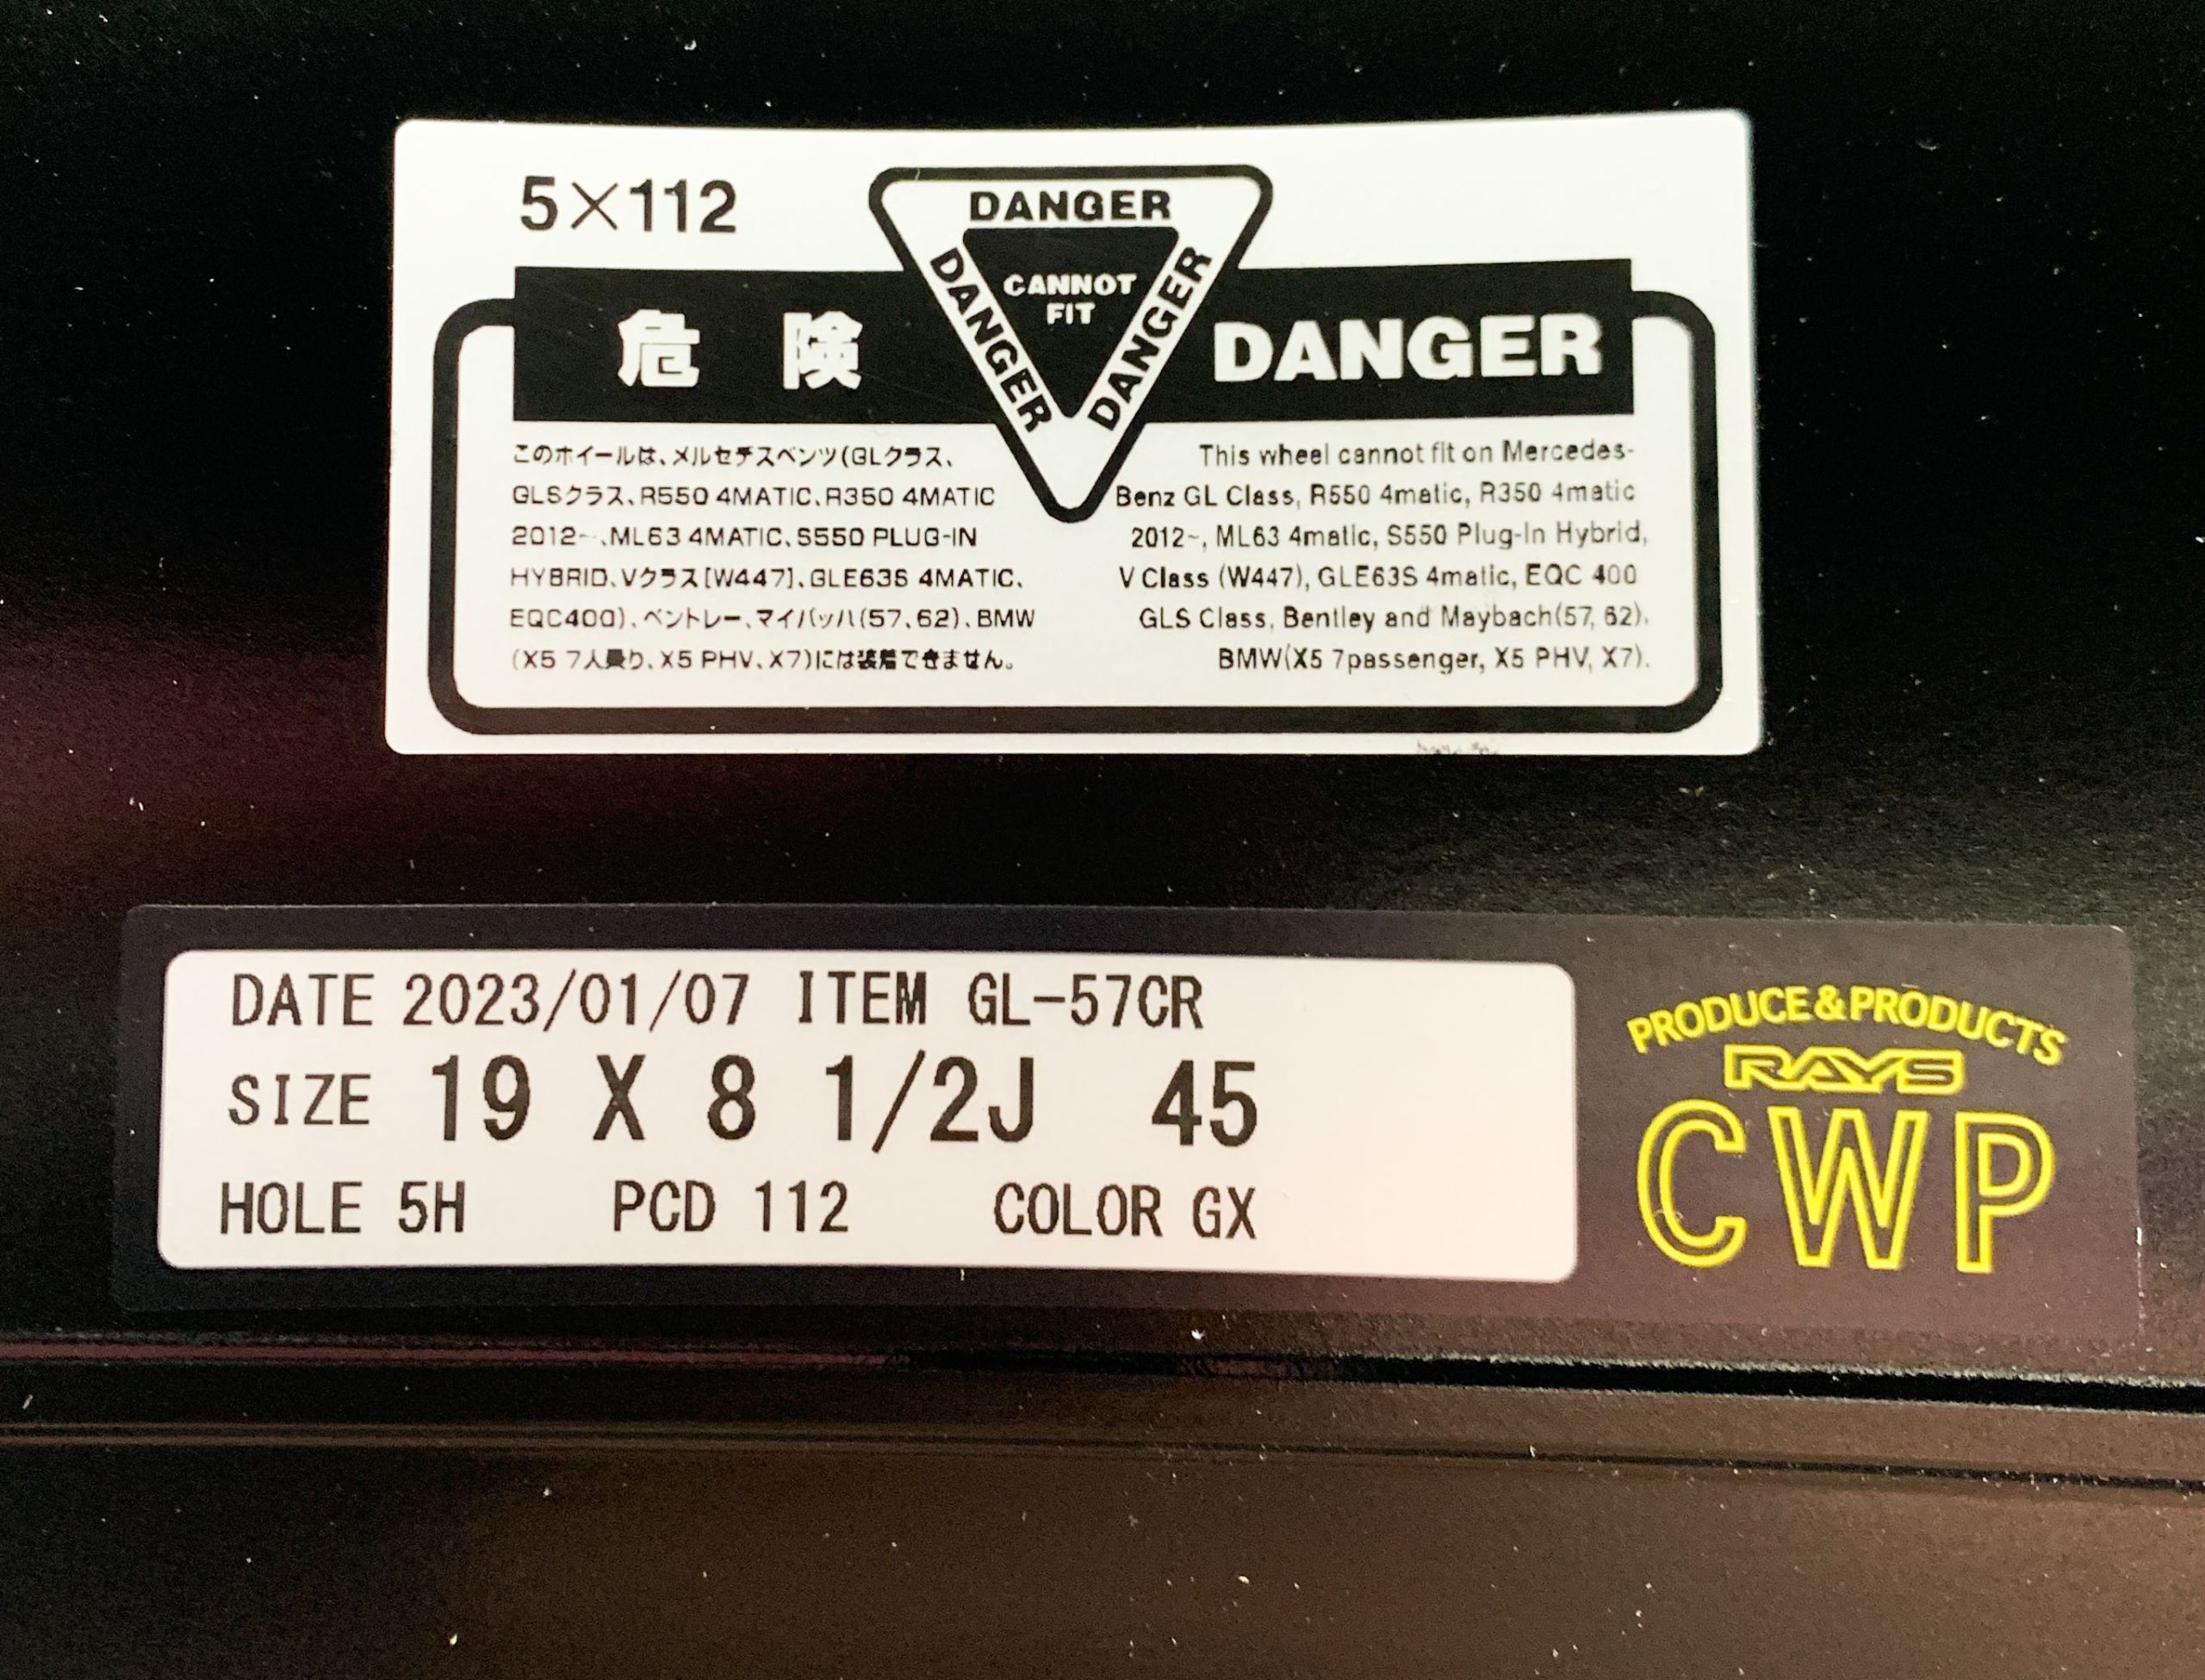 5×112
DANGER
DANGER
DANGER
CANNOT
FIT
危険
DANGER
このホイールは、メルセデスベンツ(GLクラス、
GLSクラス、R550 4MATIC、R350 4MATIC
2012~、ML63 4MATIC、S550 PLUG-IN
HYBRID、Vクラス[W447]、GLE63S 4MATIC、
EQC400)、ベントレー、マイバッハ(57、62)、BMW
(X5 7人乗り、X5 PHV、X7)には装着できません。
This wheel cannot fit on Mercedes-
Benz GL Class, R550 4matic, R350 4matic
2012~, ML63 4matic, S550 Plug-In Hybrid,
V Class (W447), GLE63S 4matic, EQC 400
GLS Class, Bentley and Maybach(57, 62),
BMW(X5 7passenger, X5 PHV, X7).
DATE 2023/01/07 ITEM GL-57CR
SIZE 19 X 8 1/2J 45
HOLE 5H PCD 112 COLOR GX
PRODUCE&PRODUCTS
RAYS
CWP